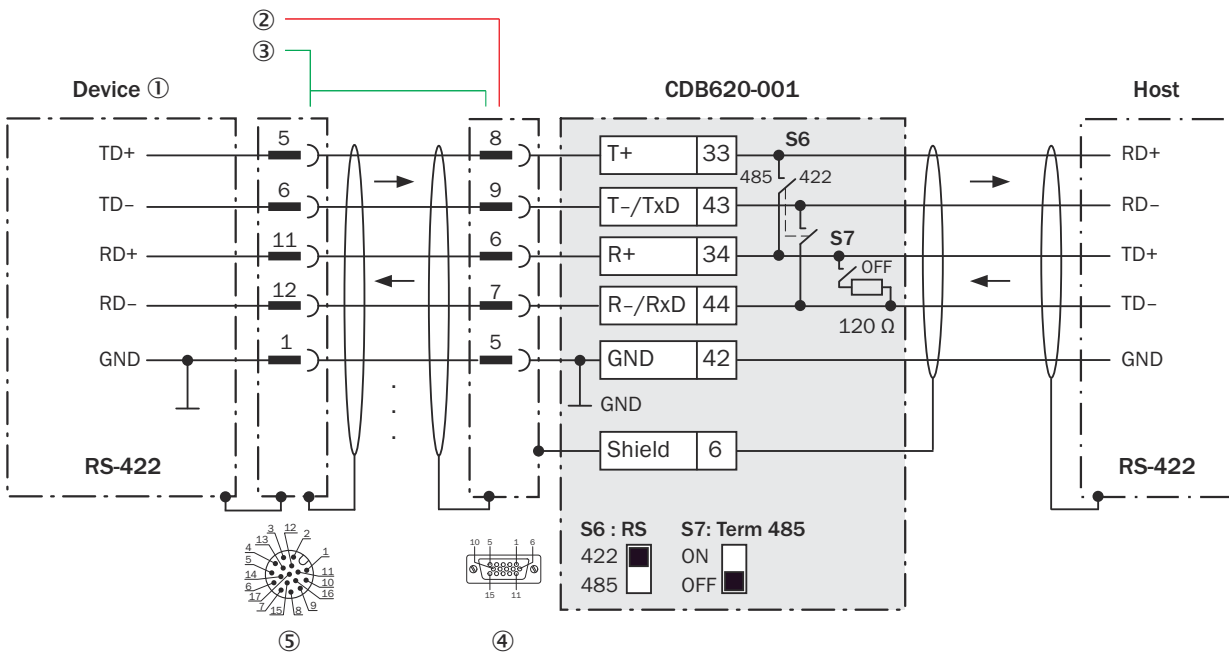 ②
③
Device ① CDB620-001 Host
TD+ 5 8 T+ 33 S6 RD+
485 422
TD– 6 9 T–/TxD 43 RD–
RD+ 11 6 R+ 34 S7 TD+
OFF
RD– 12 7 R–/RxD 44 TD–
120 Ω
GND 1 5 GND 42 GND
GND
Shield 6
RS-422 RS-422
S6 : RS S7: Term 485
422 ON
485 OFF
3 12 2
13
4 1
5 11
14 10
6 16
17 9
7 15 8
10 5 1 6
15 11
⑤ ④